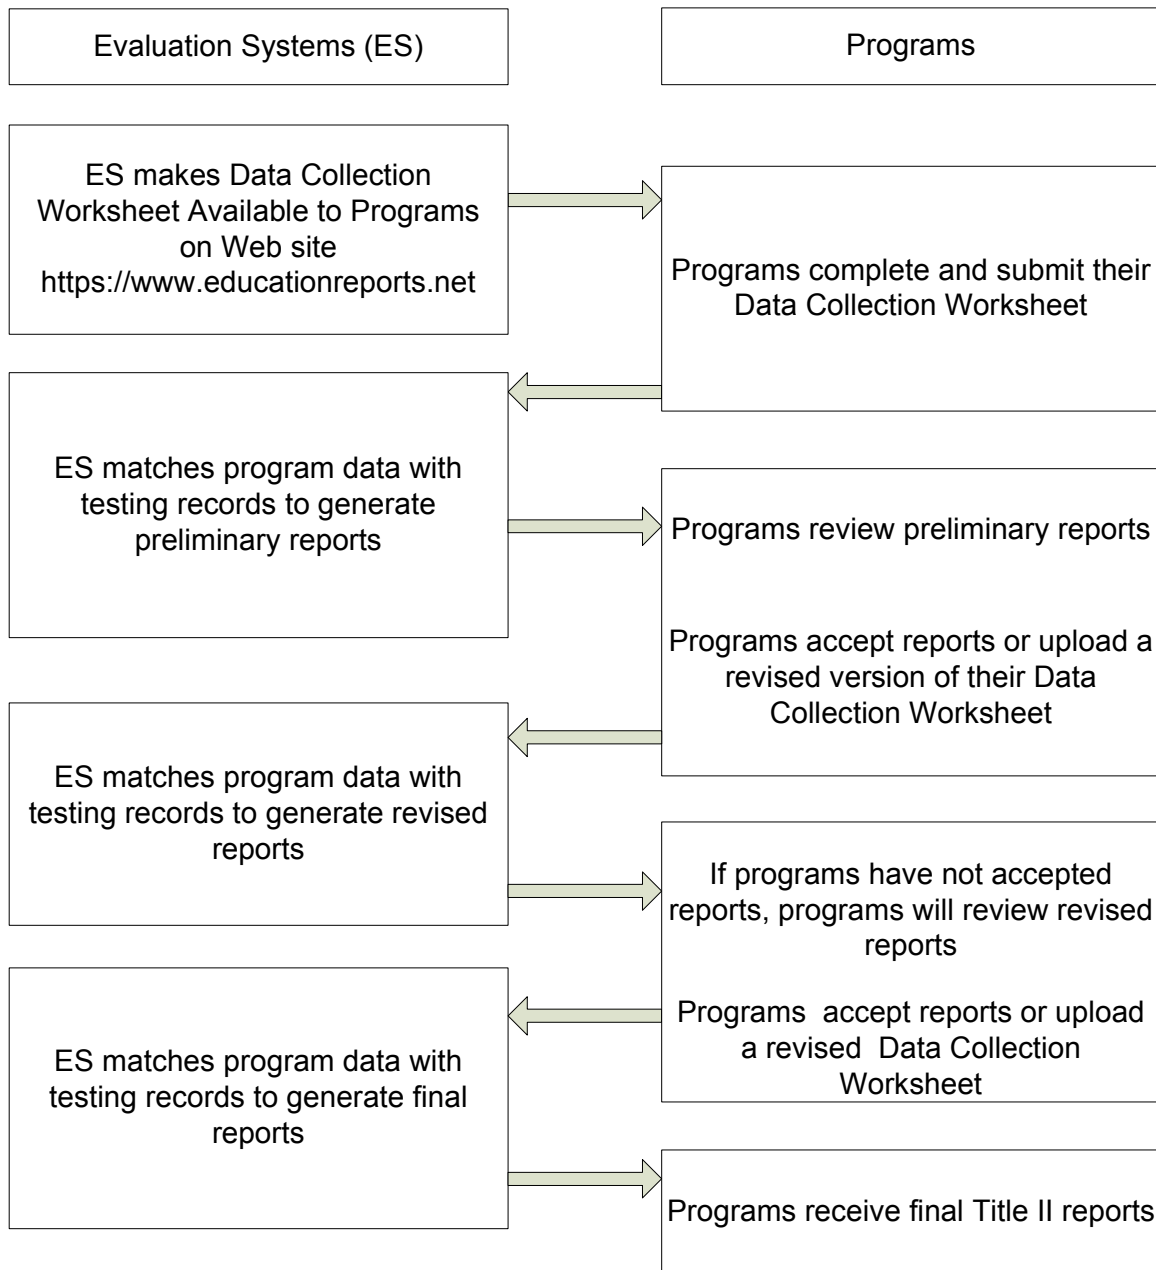 Evaluation Systems (ES)
Programs
ES makes Data Collection
Worksheet Available to Programs
on Web site
https://www.educationreports.net
Programs complete and submit their
Data Collection Worksheet
ES matches program data with
testing records to generate
preliminary reports
Programs review preliminary reports
Programs accept reports or upload a
revised version of their Data
Collection Worksheet
ES matches program data with
testing records to generate revised
reports
If programs have not accepted
reports, programs will review revised
reports
Programs accept reports or upload
a revised Data Collection
Worksheet
ES matches program data with
testing records to generate final
reports
Programs receive final Title II reports